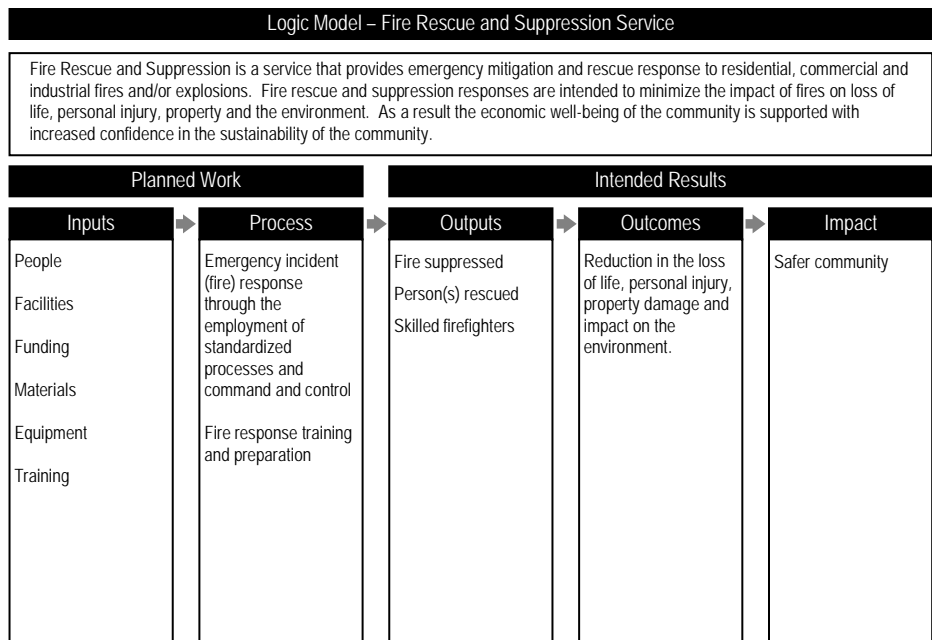 Logic Model – Fire Rescue and Suppression Service
Fire Rescue and Suppression is a service that provides emergency mitigation and rescue response to residential, commercial and
industrial fires and/or explosions.  Fire rescue and suppression responses are intended to minimize the impact of fires on loss of
life, personal injury, property and the environment.  As a result the economic well-being of the community is supported with
increased confidence in the sustainability of the community.
Planned Work
Intended Results
Inputs
People
Facilities
Funding
Materials
Equipment
Training
Process
Emergency incident
(fire) response
through the
employment of
standardized
processes and
command and control
Fire response training
and preparation
Outputs
Fire suppressed
Person(s) rescued
Skilled firefighters
Outcomes
Reduction in the loss
of life, personal injury,
property damage and
impact on the
environment.
Impact
Safer community